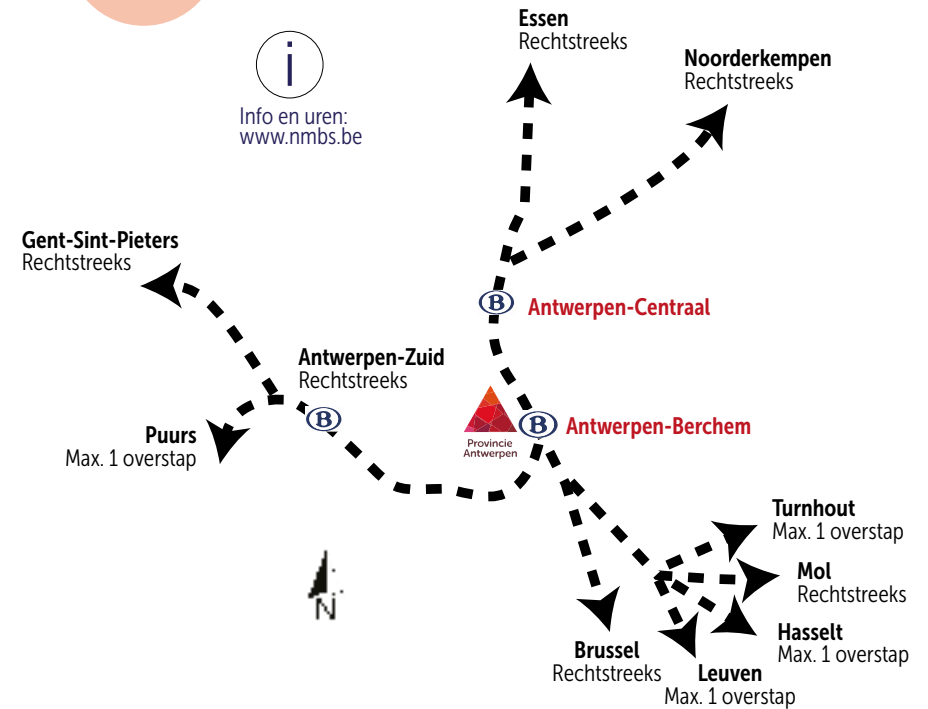 Essen
Rechtstreeks
Noorderkempen
Rechtstreeks
i
Info en uren:
www.nmbs.be
Gent-Sint-Pieters
Rechtstreeks
B
Antwerpen-Centraal
Antwerpen-Zuid
Rechtstreeks
B
Provincie
Antwerpen
B
Antwerpen-Berchem
Puurs
Max. 1 overstap
Turnhout
Max. 1 overstap
Mol
Rechtstreeks
Hasselt
Max. 1 overstap
Brussel
Rechtstreeks
Leuven
Max. 1 overstap
N